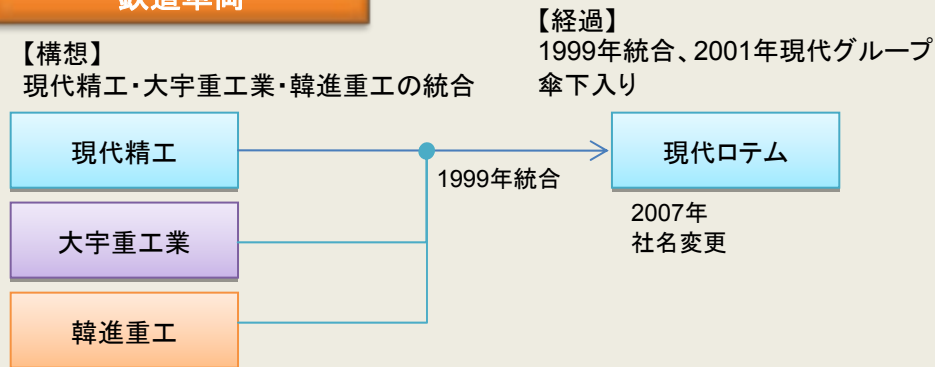 鉄道車両
【構想】
現代精工・大宇重工業・韓進重工の統合
【経過】
1999年統合、2001年現代グループ
傘下入り
現代精工
大宇重工業
韓進重工
1999年統合
現代ロテム
2007年
社名変更